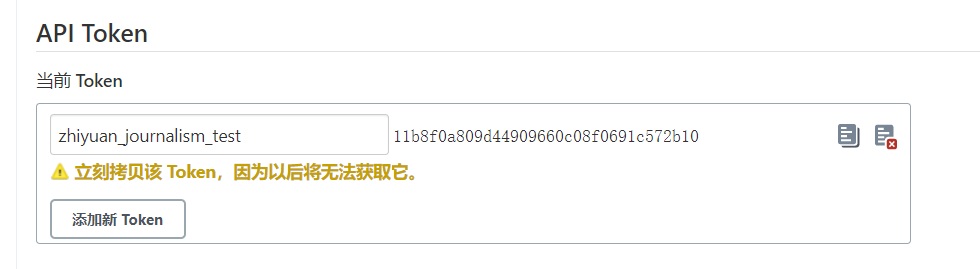 API Token
当前 Token
zhiyuan_journalism_test 11b8f0a809d44909660c08f0691c572b10
立刻拷贝该 Token，因为以后将无法获取它。
添加新 Token